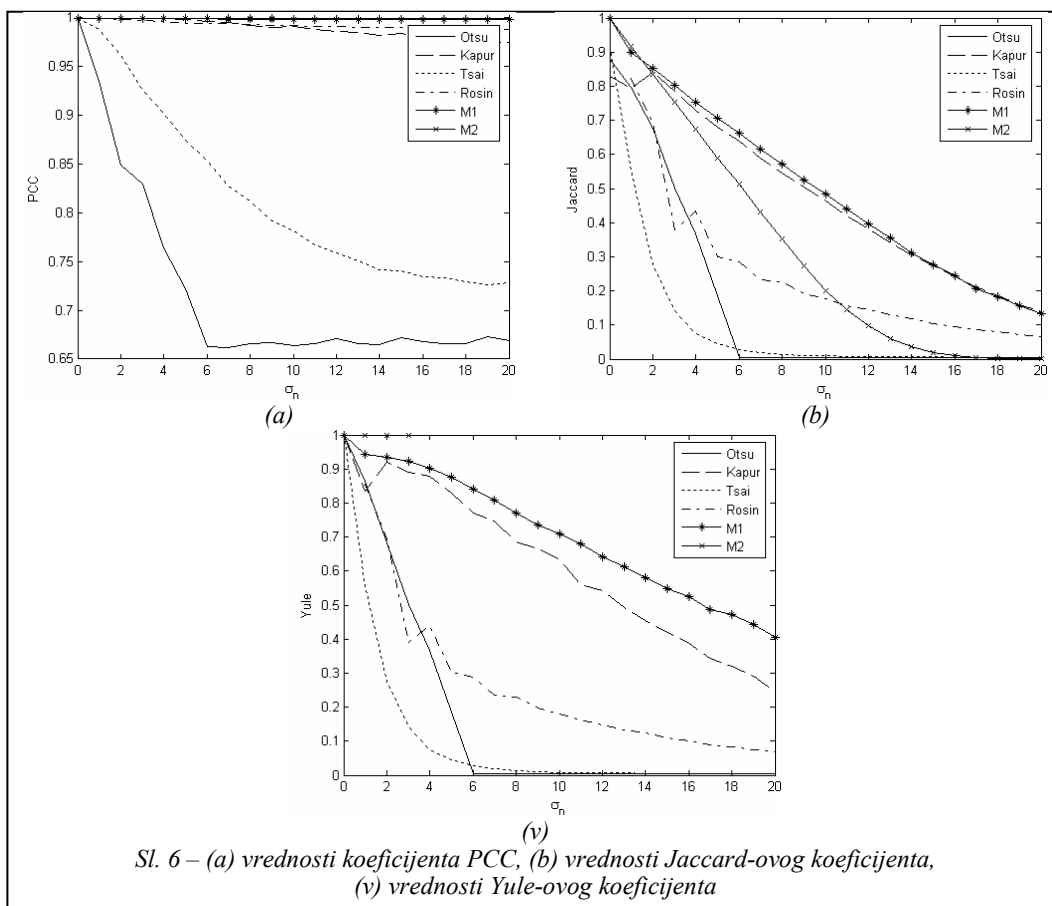 1
0.95
0.9
0.85
0.8
0.75
0.7
0.65
PCC
0 2 4 6 8 10 12 14 16 18 20
σn
Otsu
Kapur
Tsai
Rosin
M1
M2
(a)
1
0.9
0.8
0.7
0.6
0.5
0.4
0.3
0.2
0.1
0
Jaccard
0 2 4 6 8 10 12 14 16 18 20
σn
Otsu
Kapur
Tsai
Rosin
M1
M2
(b)
1
0.9
0.8
0.7
0.6
0.5
0.4
0.3
0.2
0.1
0
Yule
0 2 4 6 8 10 12 14 16 18 20
σn
Otsu
Kapur
Tsai
Rosin
M1
M2
(v)
Sl. 6 – (a) vrednosti koeficijenta PCC, (b) vrednosti Jaccard-ovog koeficijenta,
(v) vrednosti Yule-ovog koeficijenta